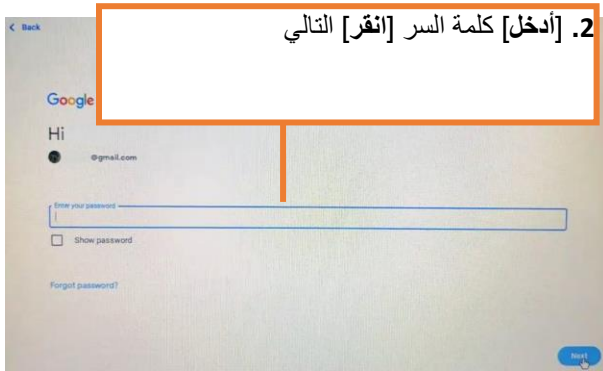 2. [أدخل] كلمة السر [انقر] التالي
< Back
Google
Hi
@gmail.com
Enter your password
Show password
Forgot password?
Next